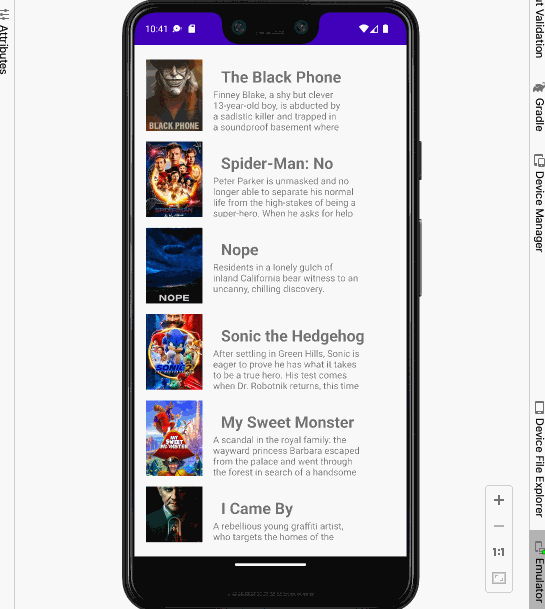 Attributes
10:41
The Black Phone
Finney Blake, a shy but clever
13-year-old boy, is abducted by
a sadistic killer and trapped in
a soundproof basement where
BLACK PHONE
Spider-Man: No
Peter Parker is unmasked and no
longer able to separate his normal
life from the high-stakes of being a
super-hero. When he asks for help
Nope
Residents in a lonely gulch of
inland California bear witness to an
uncanny, chilling discovery.
NOPE
Sonic the Hedgehog
After settling in Green Hills, Sonic is
eager to prove he has what it takes
to be a true hero. His test comes
when Dr. Robotnik returns, this time
SONIC
My Sweet Monster
A scandal in the royal family: the
wayward princess Barbara escaped
from the palace and went through
the forest in search of a handsome
MY
SWEET
MONSTER
I Came By
A rebellious young graffiti artist,
who targets the homes of the
ut Validation
Gradle
Device Manager
Device File Explorer
Emulator
+
−
1:1